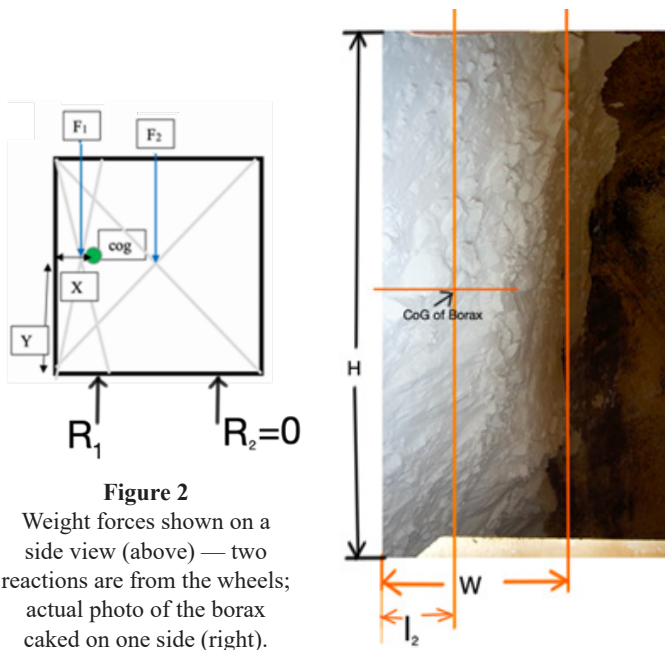 F1
F2
cog
X
Y
R1
R2=0
Figure 2
Weight forces shown on a
side view (above) — two
reactions are from the wheels;
actual photo of the borax
caked on one side (right).
CoG of Borax
H
W
l2